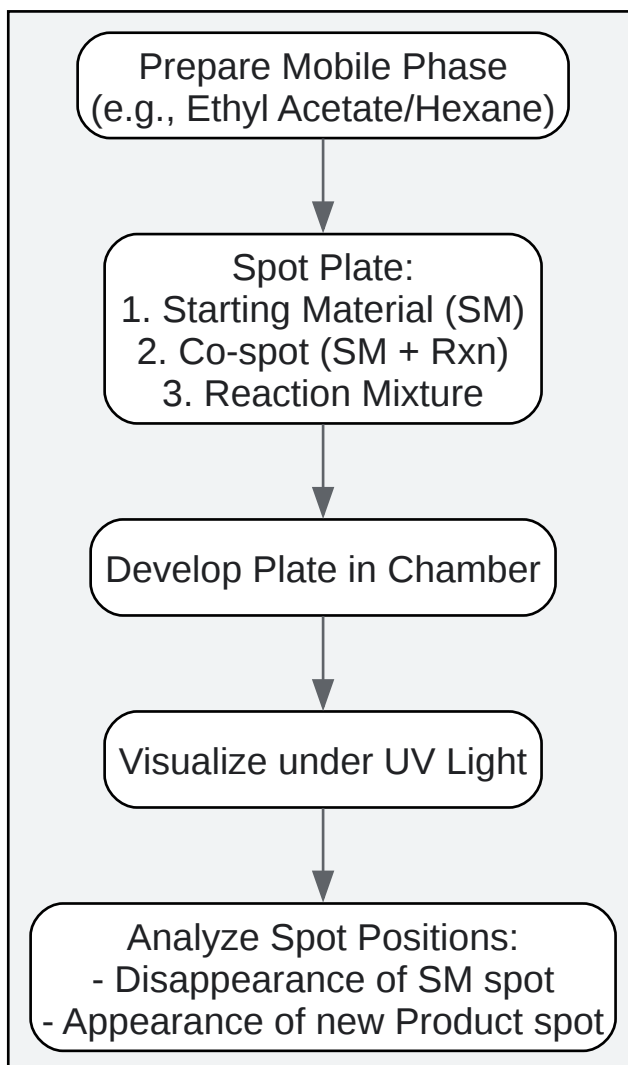 Prepare Mobile Phase
(e.g., Ethyl Acetate/Hexane)
Spot Plate:
1. Starting Material (SM)
2. Co-spot (SM + Rxn)
3. Reaction Mixture
Develop Plate in Chamber
Visualize under UV Light
Analyze Spot Positions:
- Disappearance of SM spot
- Appearance of new Product spot